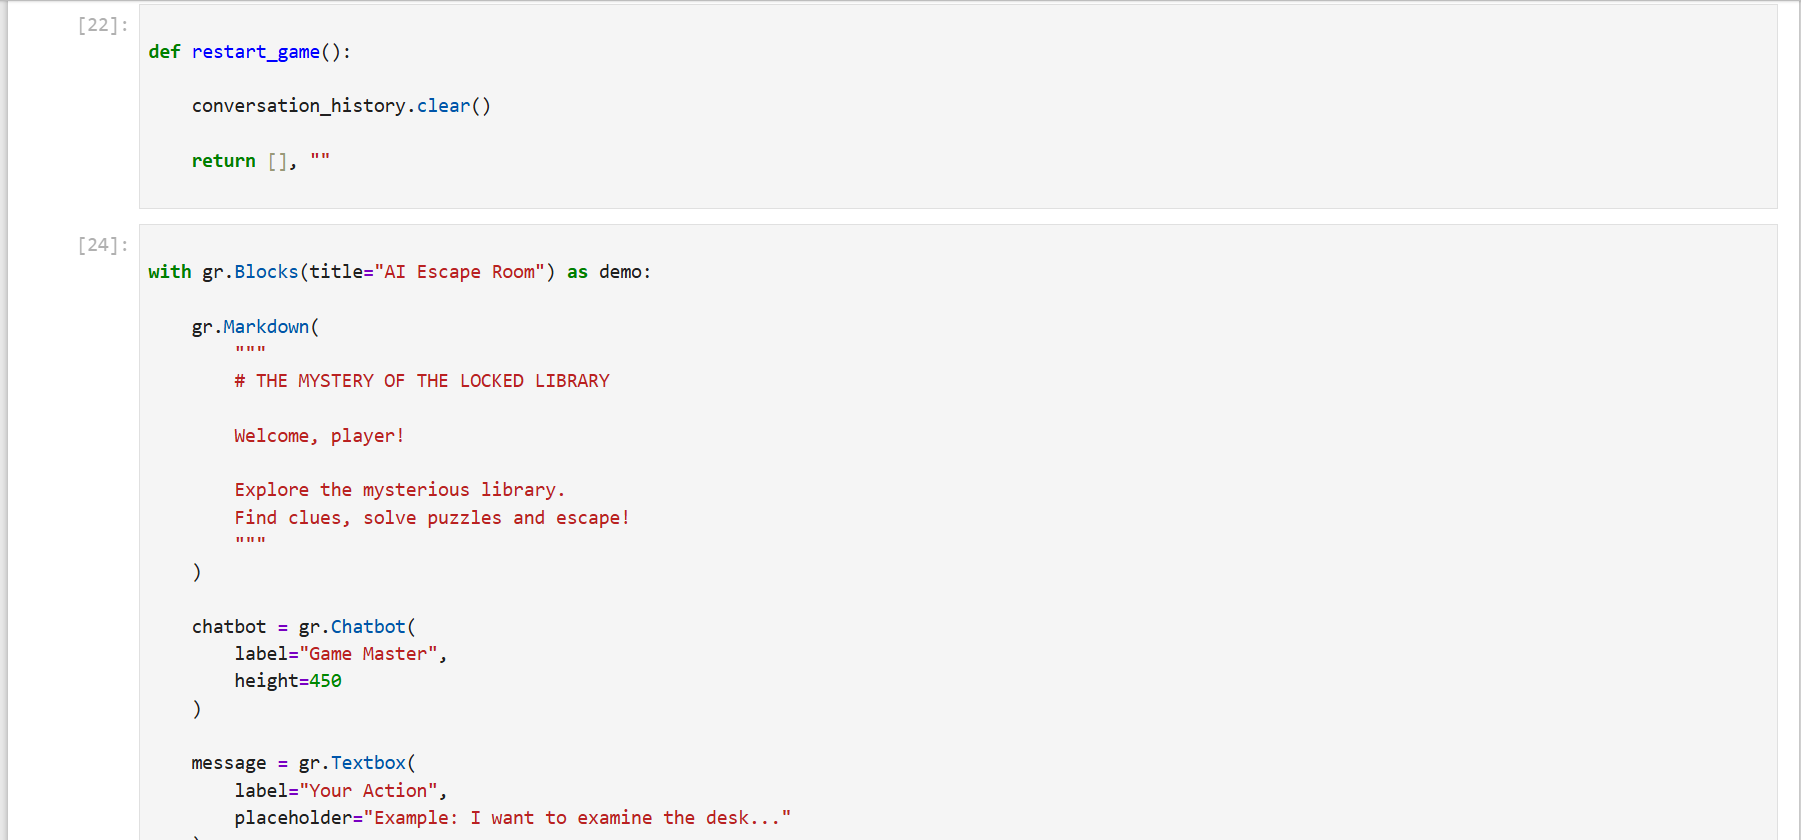 [22]:
def restart_game():
conversation_history.clear()
return [], ""
[24]:
with gr.Blocks(title="AI Escape Room") as demo:
gr.Markdown(
"""
# THE MYSTERY OF THE LOCKED LIBRARY
Welcome, player!
Explore the mysterious library.
Find clues, solve puzzles and escape!
"""
)
chatbot = gr.Chatbot(
label="Game Master",
height=450
)
message = gr.Textbox(
label="Your Action",
placeholder="Example: I want to examine the desk..."